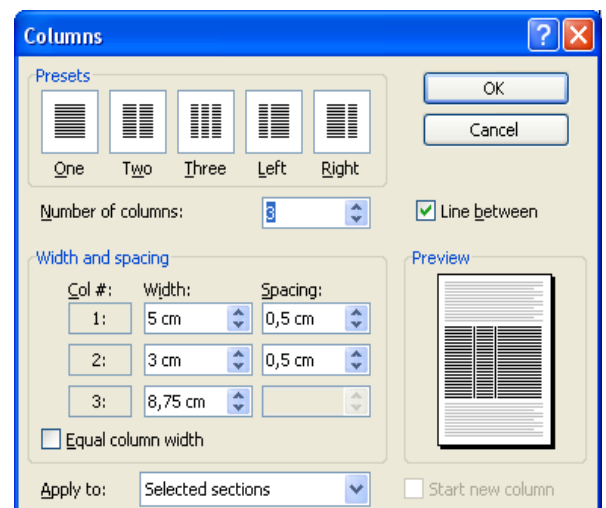 Columns
Presets
One Two Three Left Right
OK
Cancel
Number of columns: 3
Line between
Width and spacing
Col #: Width: Spacing:
1: 5 cm 0,5 cm
2: 3 cm 0,5 cm
3: 8,75 cm
Equal column width
Preview
Apply to: Selected sections
Start new column